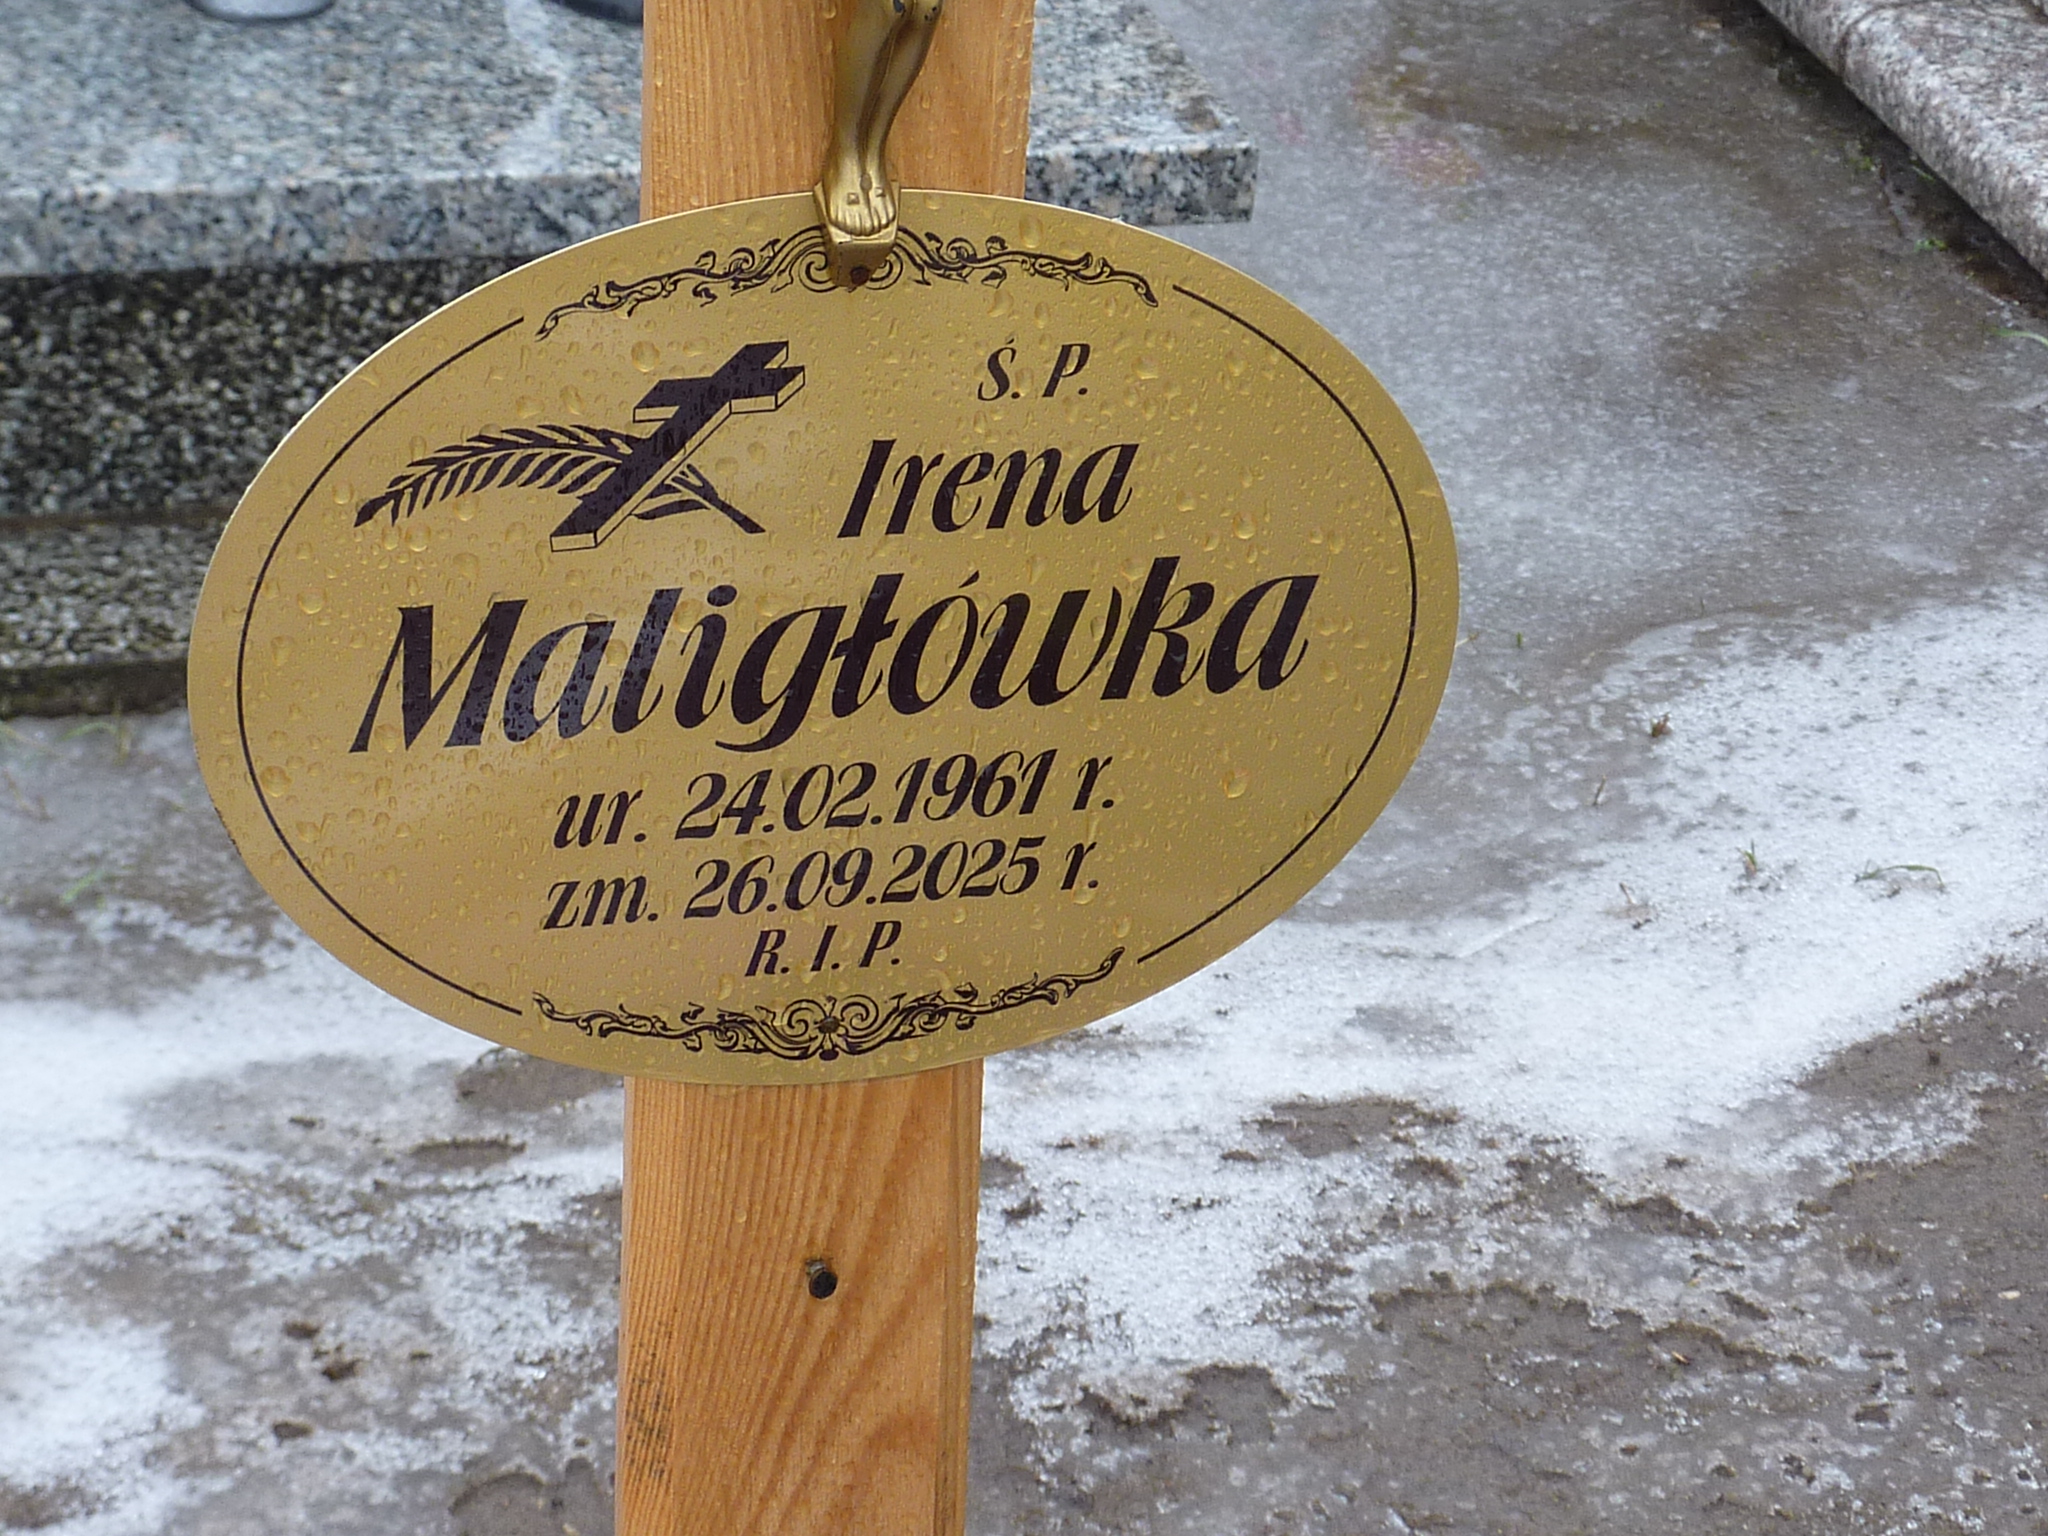 Ś. P.
Irena
Maligłówka
ur. 24.02.1961 r.
zm. 26.09.2025 r.
R. I. P.